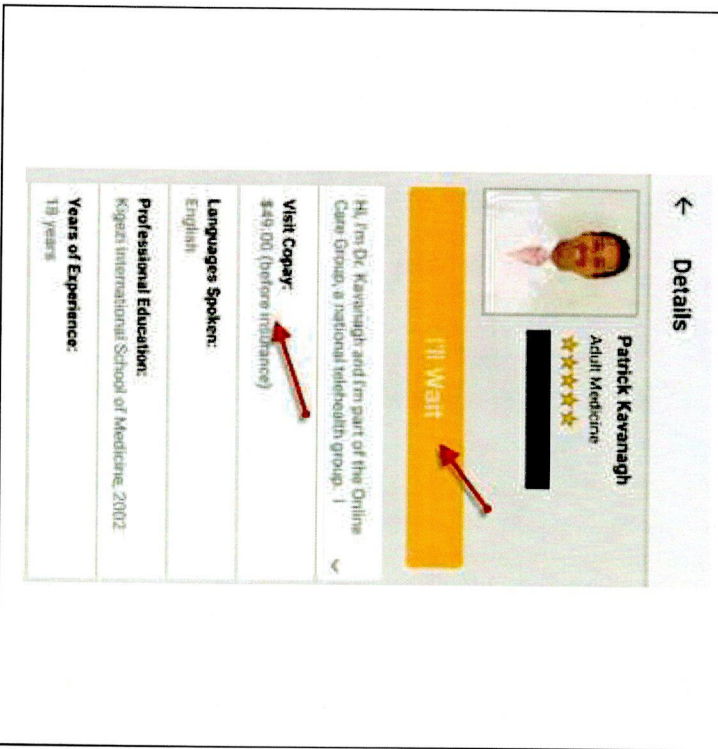 ← Details
Patrick Kavanagh
Adult Medicine
I'll Wait
Hi, I'm Dr. Kavanagh and I'm part of the Online
Care Group, a national telehealth group. I
Visit Copay:
$49.00 (before insurance)
Languages Spoken:
English
Professional Education:
Kigezi International School of Medicine, 2002
Years of Experience:
18 years